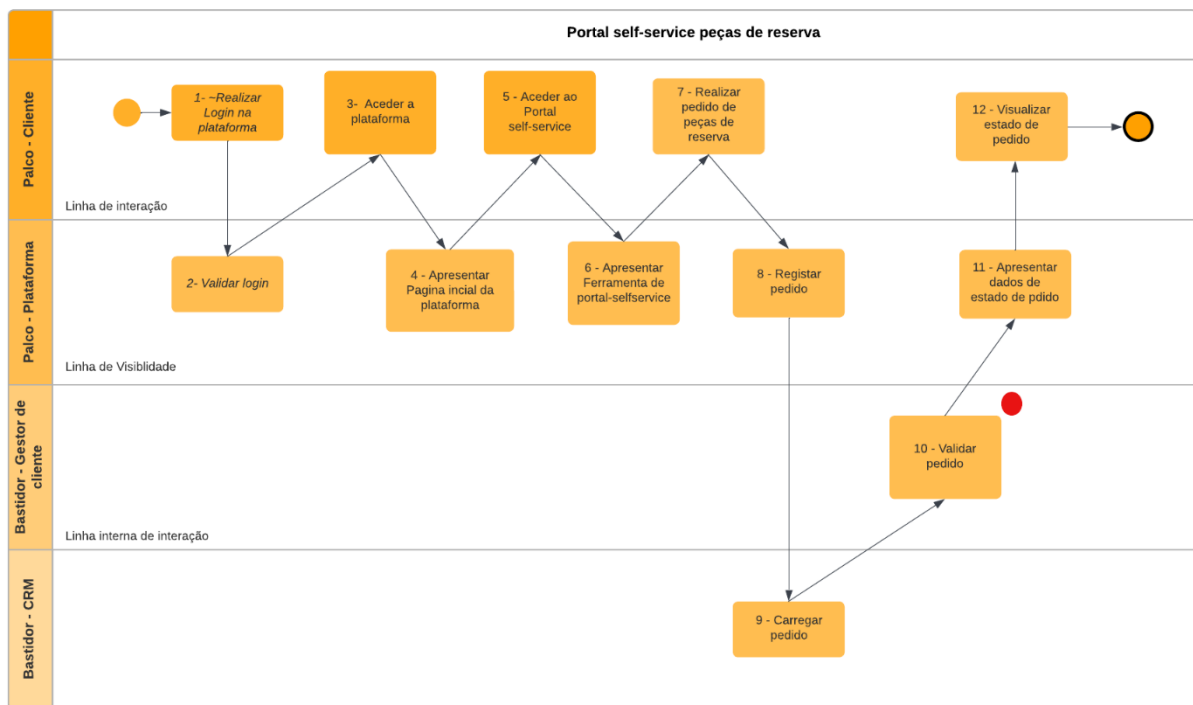 Portal self-service peças de reserva
Palco - Cliente
1- ~Realizar
Login na
plataforma
3- Aceder a
plataforma
5 - Aceder ao
Portal
self-service
7 - Realizar
pedido de
peças de
reserva
12 - Visualizar
estado de
pedido
Linha de interação
Palco - Plataforma
2- Validar login
4 - Apresentar
Pagina incial da
plataforma
6 - Apresentar
Ferramenta de
portal-selfservice
8 - Registar
pedido
11 - Apresentar
dados de
estado de pdido
Linha de Visiblidade
Bastidor - Gestor de
cliente
10 - Validar
pedido
Linha interna de interação
Bastidor - CRM
9 - Carregar
pedido